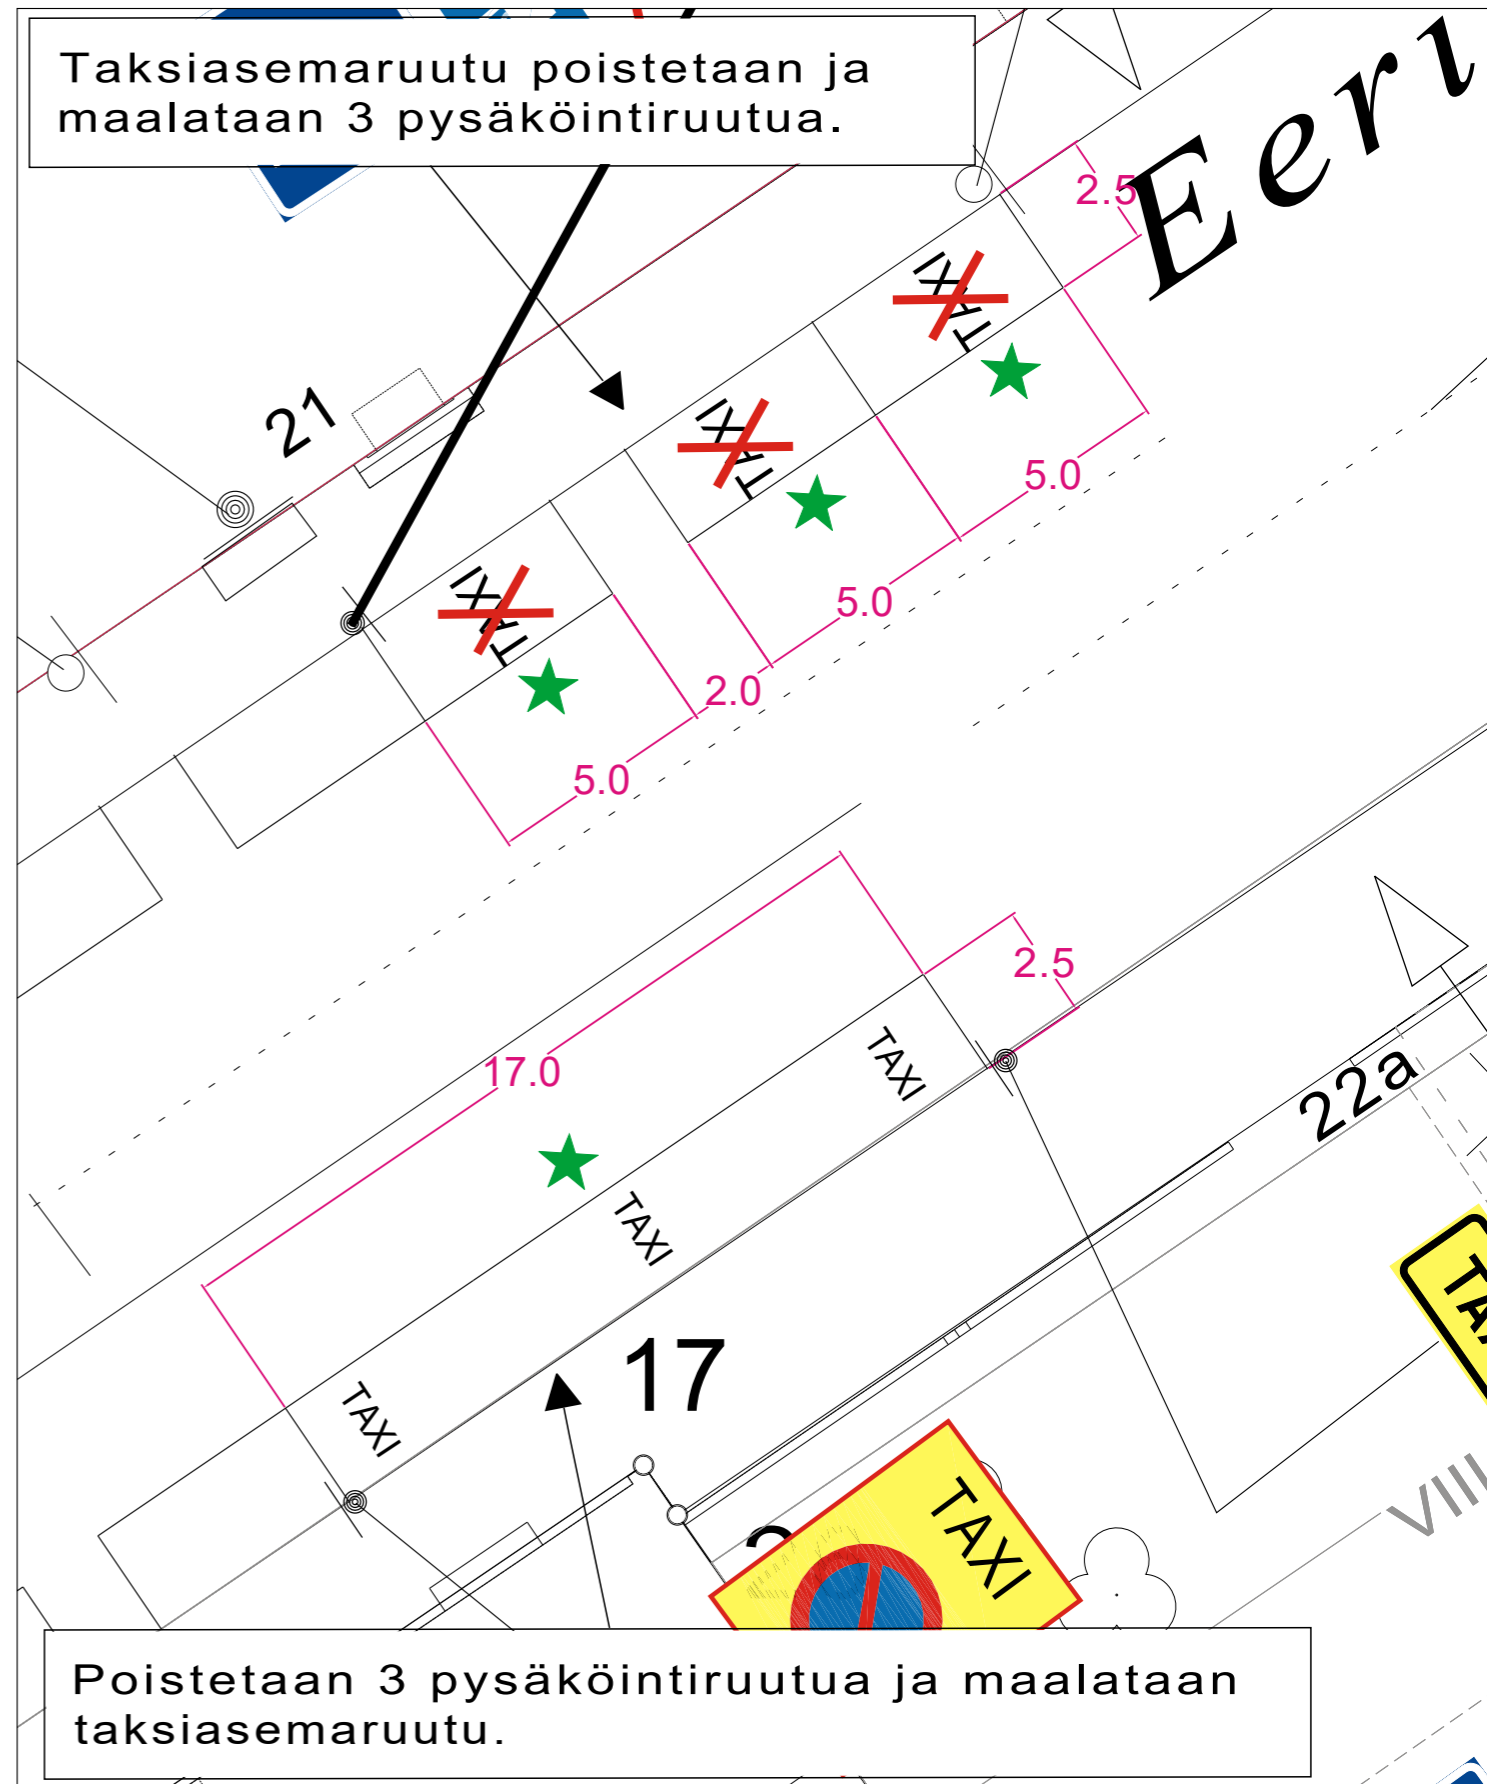 Taksiasemaruutu poistetaan ja
maalataan 3 pysäköintiruutua.
Eeri
2.5
TAXI
21
TAXI
5.0
TAXI
5.0
2.0
5.0
2.5
17.0
TAXI
22a
TAXI
TAXI
17
TAXI
VIII
Poistetaan 3 pysäköintiruutua ja maalataan
taksiasemaruutu.